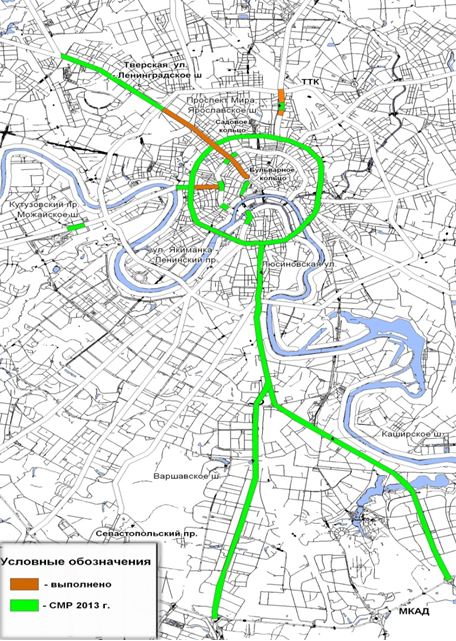 Тверская ул.
Ленинградское ш
ТТК
Проспект Мира.
Ярославское ш
Садовое
кольцо
Бульварное
кольцо
Кутузовский пр.
Можайское ш.
ул. Якиманка
Ленинский пр.
Люсиновская ул.
Каширское ш.
Варшавское ш.
Севастопольский пр.
Условные обозначения
- выполнено
- СМР 2013 г.
МКАД